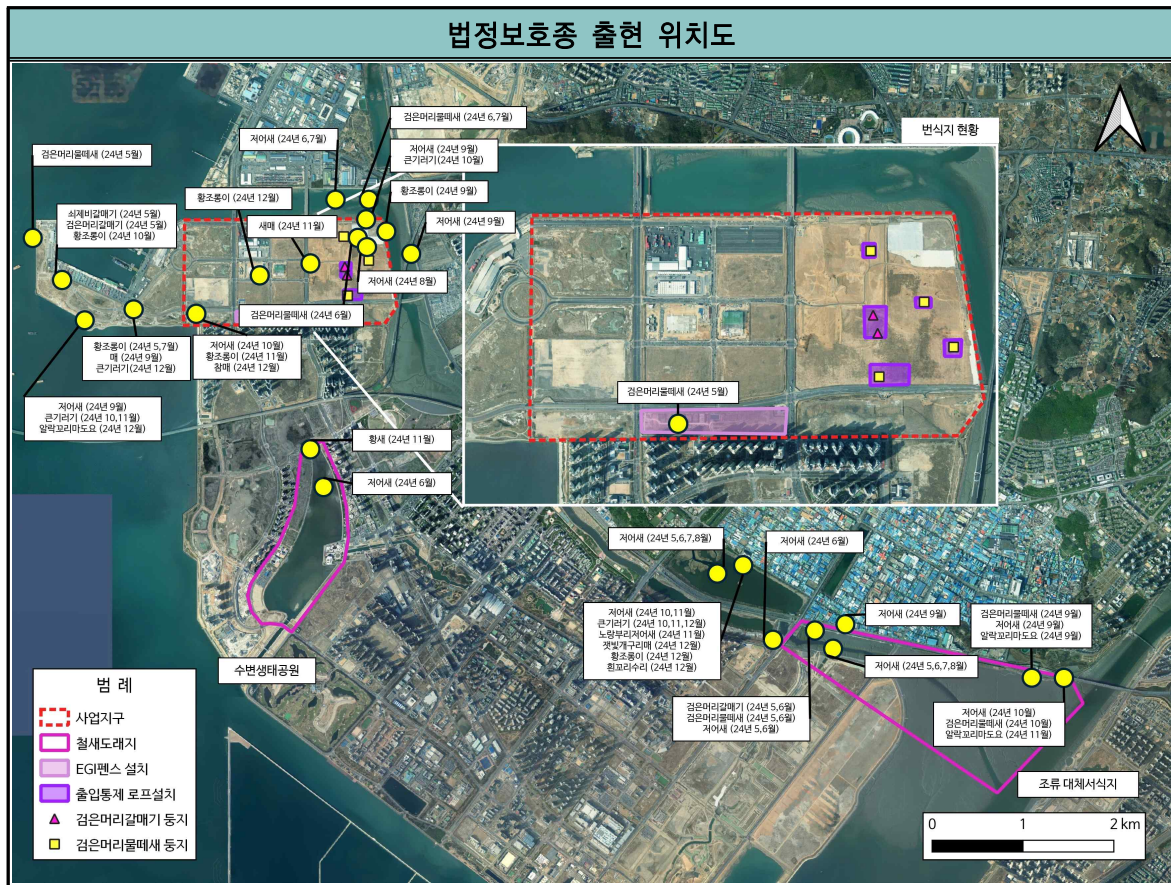 법정보호종 출현 위치도
번식지 현황
검은머리물떼새 (24년 6,7월)
저어새 (24년 6,7월)
저어새 (24년 9월)
큰기러기(24년 10월)
검은머리물떼새 (24년 5월)
황조롱이 (24년 9월)
황조롱이 (24년 12월)
쇠제비갈매기 (24년 5월)
검은머리갈매기 (24년 5월)
황조롱이 (24년 10월)
새매 (24년 11월)
저어새 (24년 9월)
저어새 (24년 8월)
검은머리물떼새 (24년 6월)
황조롱이 (24년 5,7월)
매 (24년 9월)
큰기러기(24년 12월)
저어새 (24년 10월)
황조롱이 (24년 11월)
참매 (24년 12월)
저어새 (24년 9월)
큰기러기 (24년 10,11월)
알락꼬리마도요 (24년 12월)
검은머리물떼새 (24년 5월)
황새 (24년 11월)
저어새 (24년 6월)
저어새 (24년 5,6,7,8월)
저어새 (24년 6월)
저어새 (24년 10,11월)
큰기러기 (24년 10,11,12월)
노랑부리저어새 (24년 11월)
잿빛개구리매 (24년 12월)
황조롱이 (24년 12월)
흰꼬리수리 (24년 12월)
저어새 (24년 9월)
검은머리물떼새 (24년 9월)
저어새 (24년 9월)
알락꼬리마도요 (24년 9월)
저어새 (24년 5,6,7,8월)
검은머리갈매기 (24년 5,6월)
검은머리물떼새 (24년 5,6월)
저어새 (24년 5,6월)
저어새 (24년 10월)
검은머리물떼새 (24년 10월)
알락꼬리마도요 (24년 11월)
수변생태공원
조류 대체서식지
범 례
사업지구
철새도래지
EGI펜스 설치
출입통제 로프설치
검은머리갈매기 둥지
검은머리물떼새 둥지
0 1 2 km